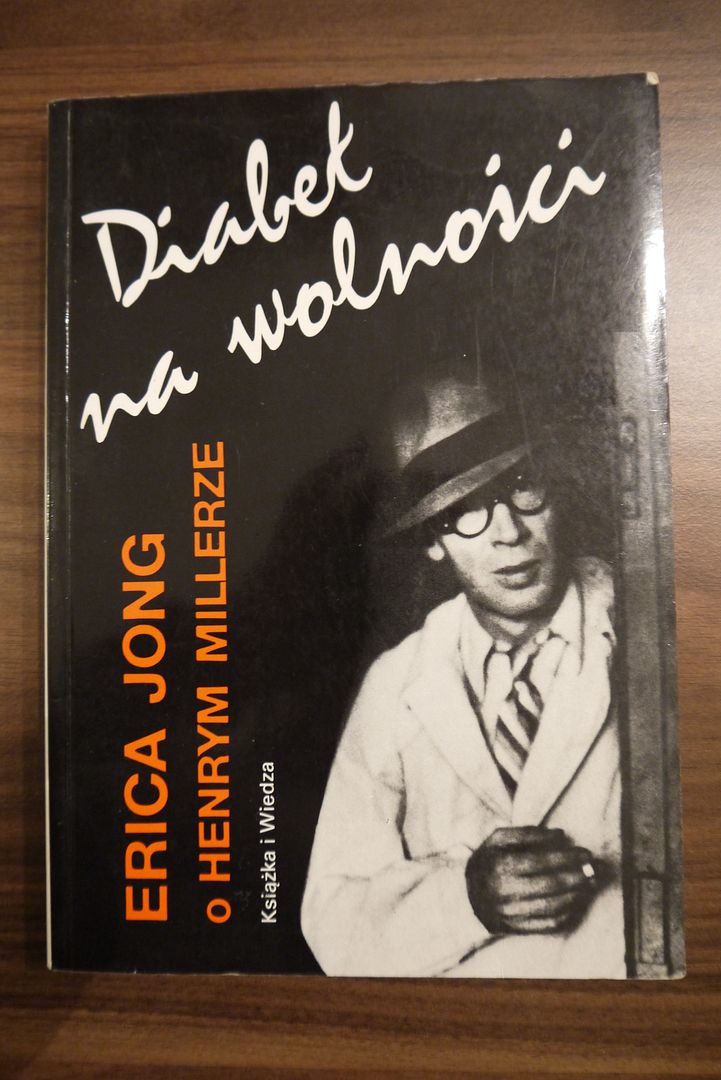 Diabeł
na wolności
ERICA JONG
O HENRYM MILLERZE
Książka i Wiedza